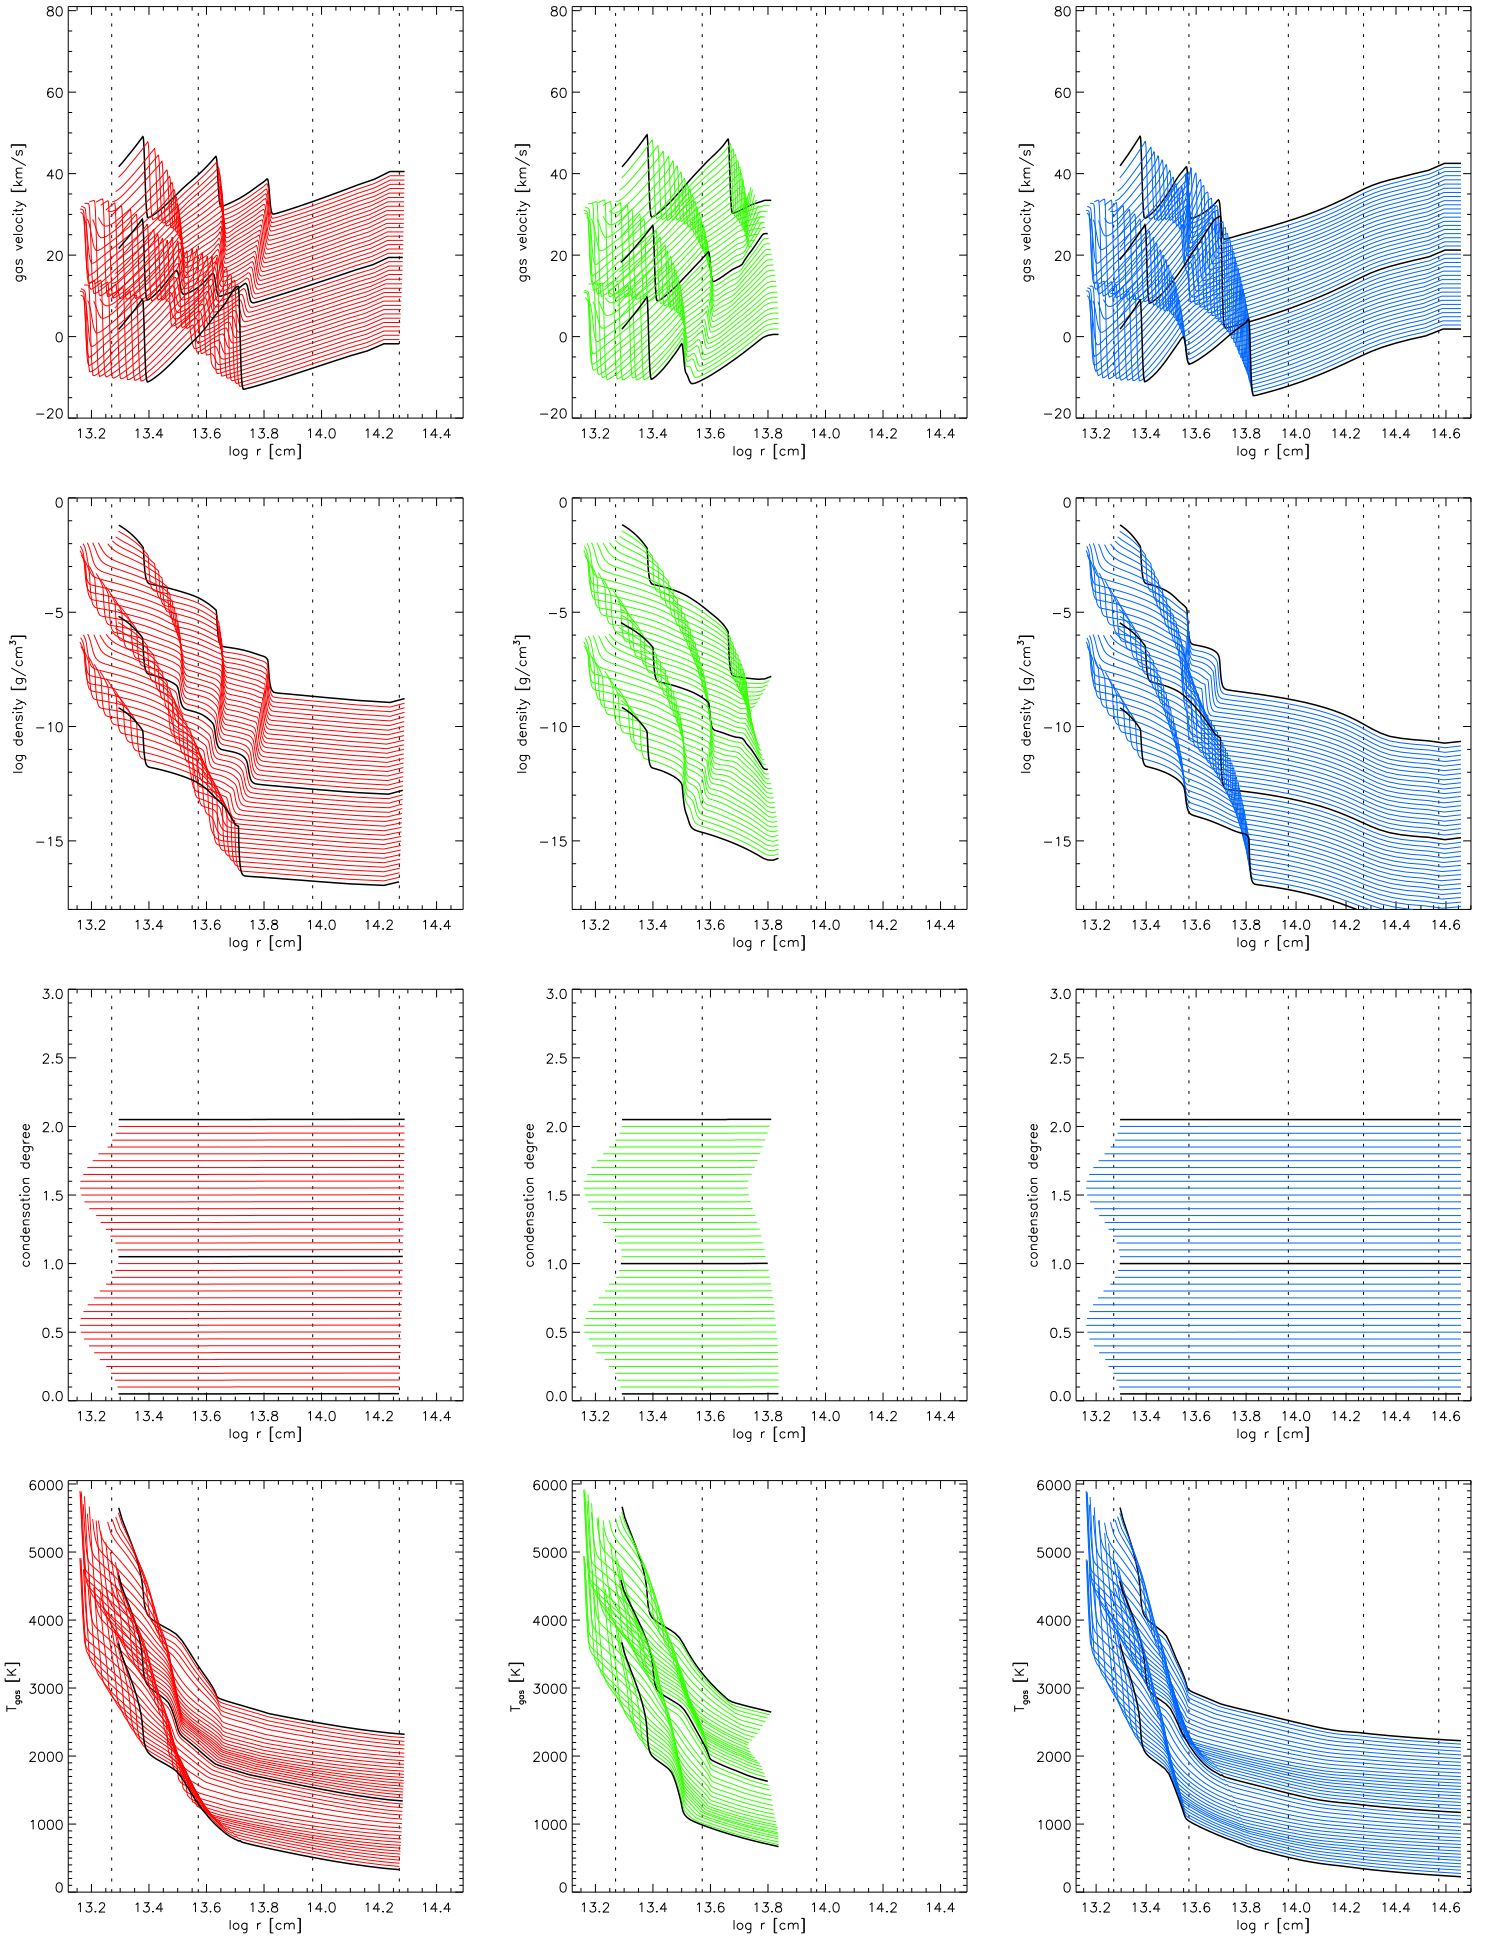 80 80 80
60 60 60
40 40 40
20 20 20
0 0 0
−20 −20 −20
gas velocity [km/s] gas velocity [km/s] gas velocity [km/s]
13.2 13.4 13.6 13.8 14.0 14.2 14.4 13.2 13.4 13.6 13.8 14.0 14.2 14.4 13.2 13.4 13.6 13.8 14.0 14.2 14.4 14.6
log r [cm] log r [cm] log r [cm]
0 0 0
−5 −5 −5
−10 −10 −10
−15 −15 −15
log density [g/cm³] log density [g/cm³] log density [g/cm³]
13.2 13.4 13.6 13.8 14.0 14.2 14.4 13.2 13.4 13.6 13.8 14.0 14.2 14.4 13.2 13.4 13.6 13.8 14.0 14.2 14.4 14.6
log r [cm] log r [cm] log r [cm]
3.0 3.0 3.0
2.5 2.5 2.5
2.0 2.0 2.0
1.5 1.5 1.5
1.0 1.0 1.0
0.5 0.5 0.5
0.0 0.0 0.0
condensation degree condensation degree condensation degree
13.2 13.4 13.6 13.8 14.0 14.2 14.4 13.2 13.4 13.6 13.8 14.0 14.2 14.4 13.2 13.4 13.6 13.8 14.0 14.2 14.4 14.6
log r [cm] log r [cm] log r [cm]
6000 6000 6000
5000 5000 5000
4000 4000 4000
3000 3000 3000
2000 2000 2000
1000 1000 1000
0 0 0
Tgas [K] Tgas [K] Tgas [K]
13.2 13.4 13.6 13.8 14.0 14.2 14.4 13.2 13.4 13.6 13.8 14.0 14.2 14.4 13.2 13.4 13.6 13.8 14.0 14.2 14.4 14.6
log r [cm] log r [cm] log r [cm]